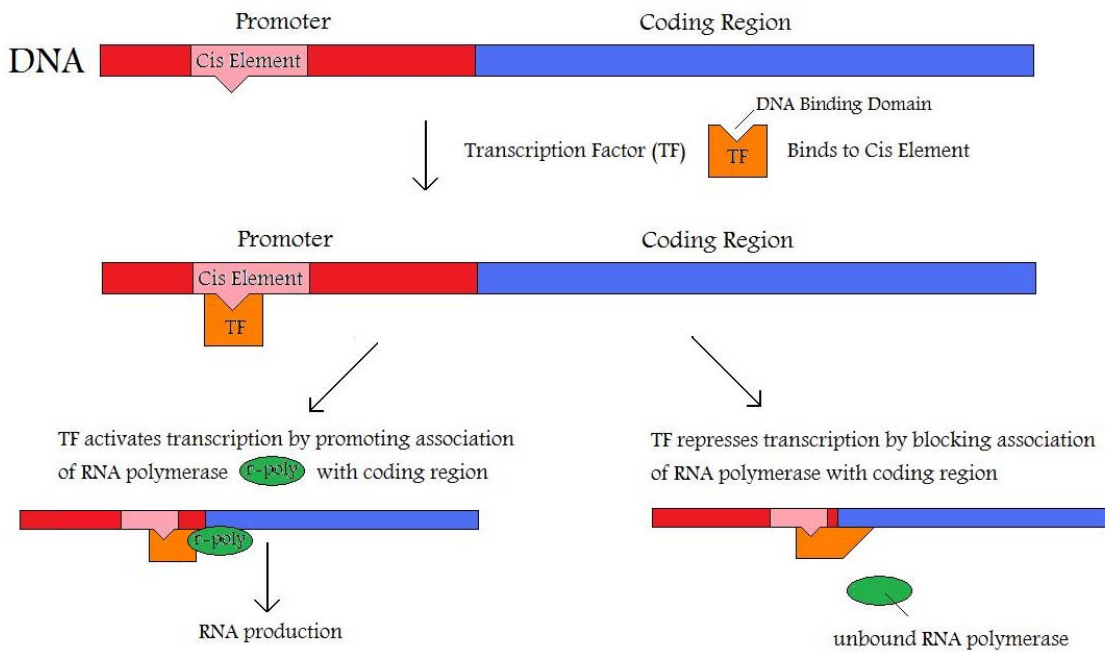 Promoter
Coding Region
DNA
Cis Element
DNA Binding Domain
Transcription Factor (TF)
TF
Binds to Cis Element
Promoter
Coding Region
Cis Element
TF
TF activates transcription by promoting association
of RNA polymerase r-poly with coding region
r-poly
RNA production
TF represses transcription by blocking association
of RNA polymerase with coding region
unbound RNA polymerase